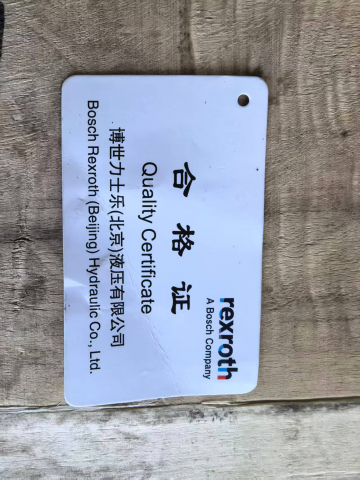 rexroth
A Bosch Company
合格证
Quality Certificate
博世力士乐(北京)液压有限公司
Bosch Rexroth (Beijing) Hydraulic Co., Ltd.